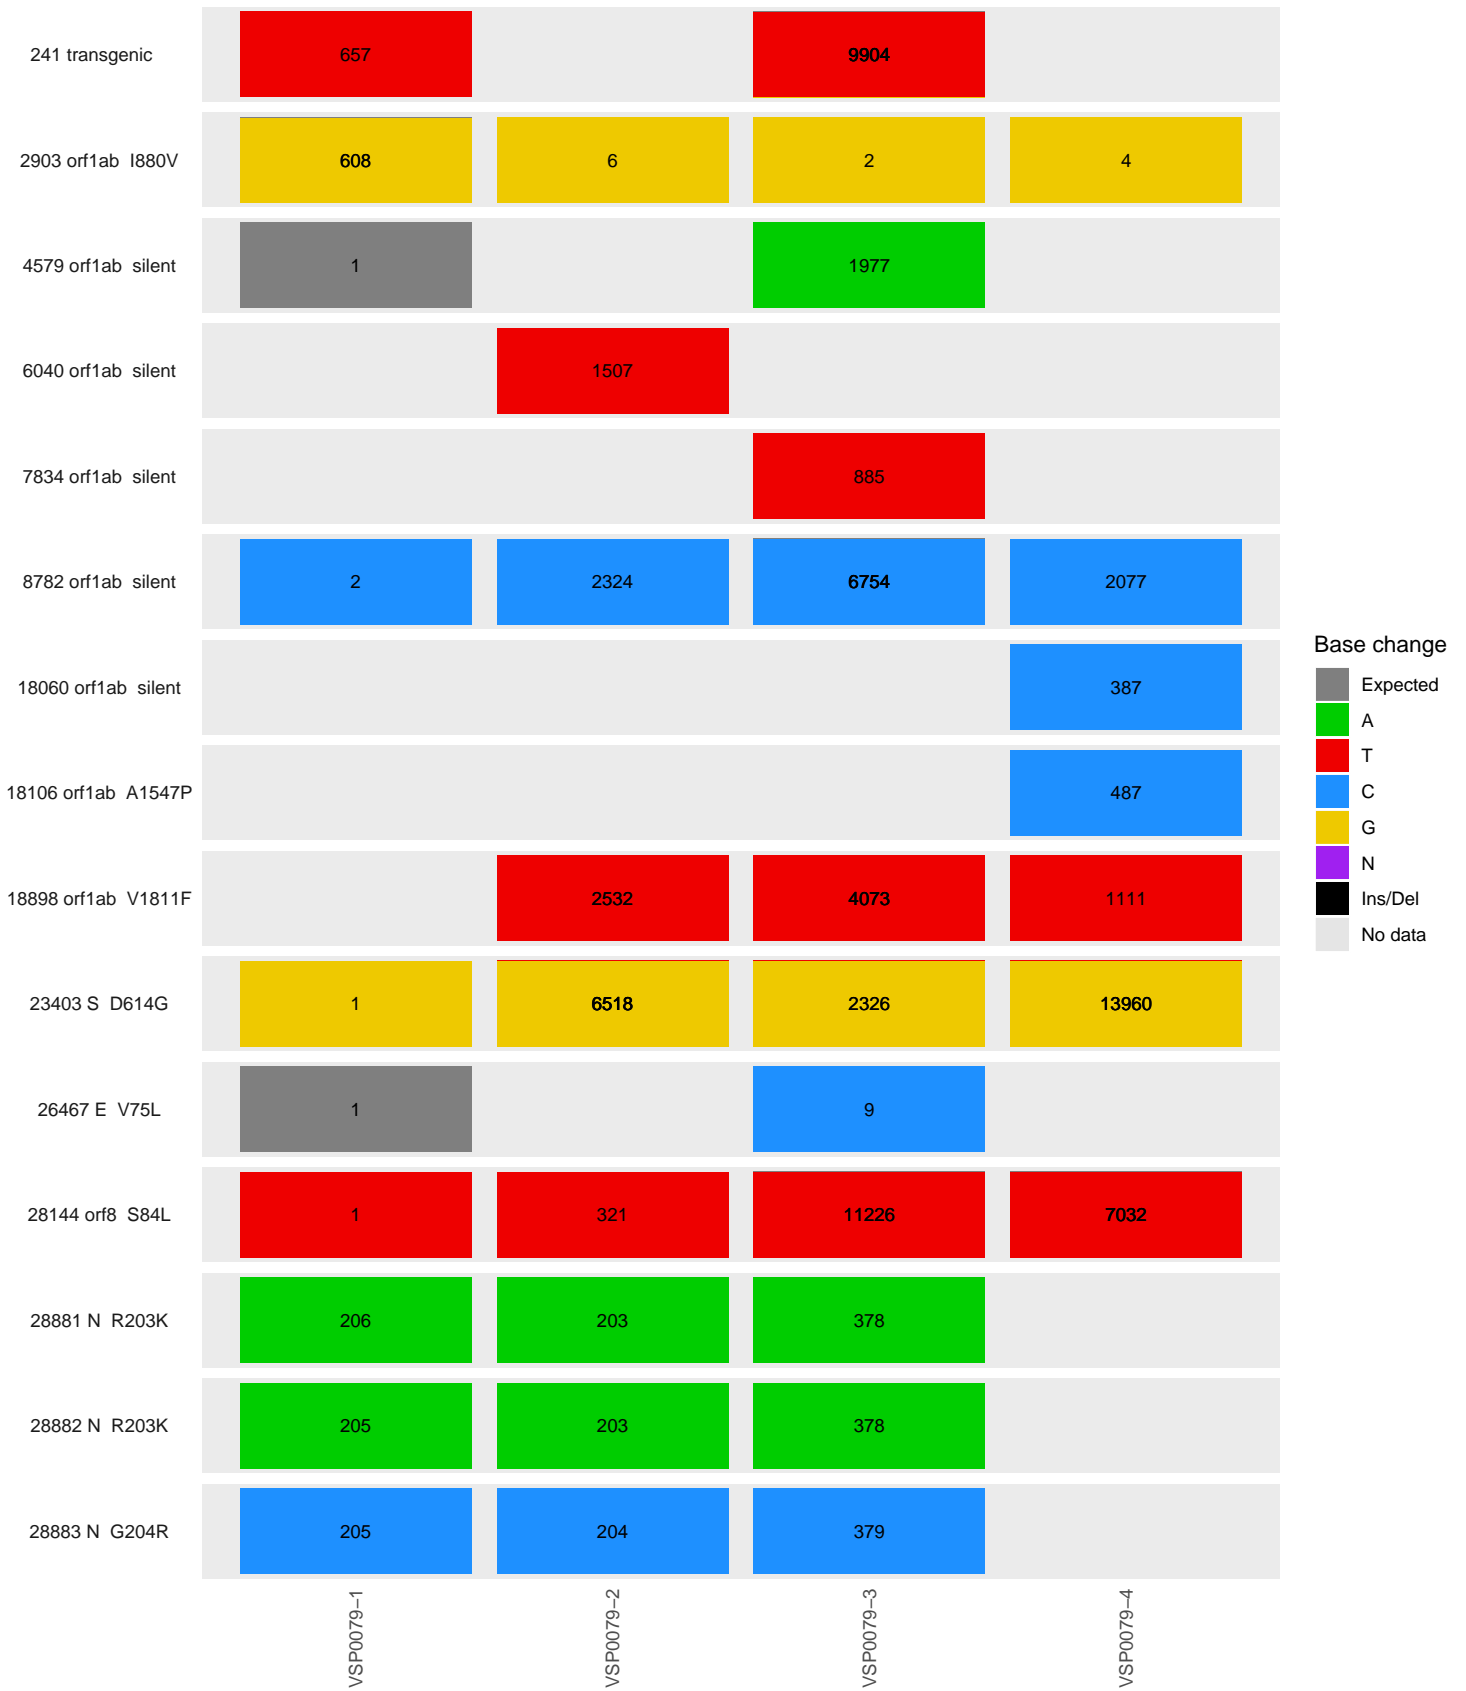 241 transgenic 657 9904
2903 orf1ab I880V 608 6 2 4
4579 orf1ab silent 1 1977
6040 orf1ab silent 1507
7834 orf1ab silent 885
8782 orf1ab silent 2 2324 6754 2077
18060 orf1ab silent 387
18106 orf1ab A1547P 487
18898 orf1ab V1811F 2532 4073 1111
23403 S D614G 1 6518 2326 13960
26467 E V75L 1 9
28144 orf8 S84L 1 321 11226 7032
28881 N R203K 206 203 378
28882 N R203K 205 203 378
28883 N G204R 205 204 379
VSP0079−1
VSP0079−2
VSP0079−3
VSP0079−4
Base change
Expected
A
T
C
G
N
Ins/Del
No data